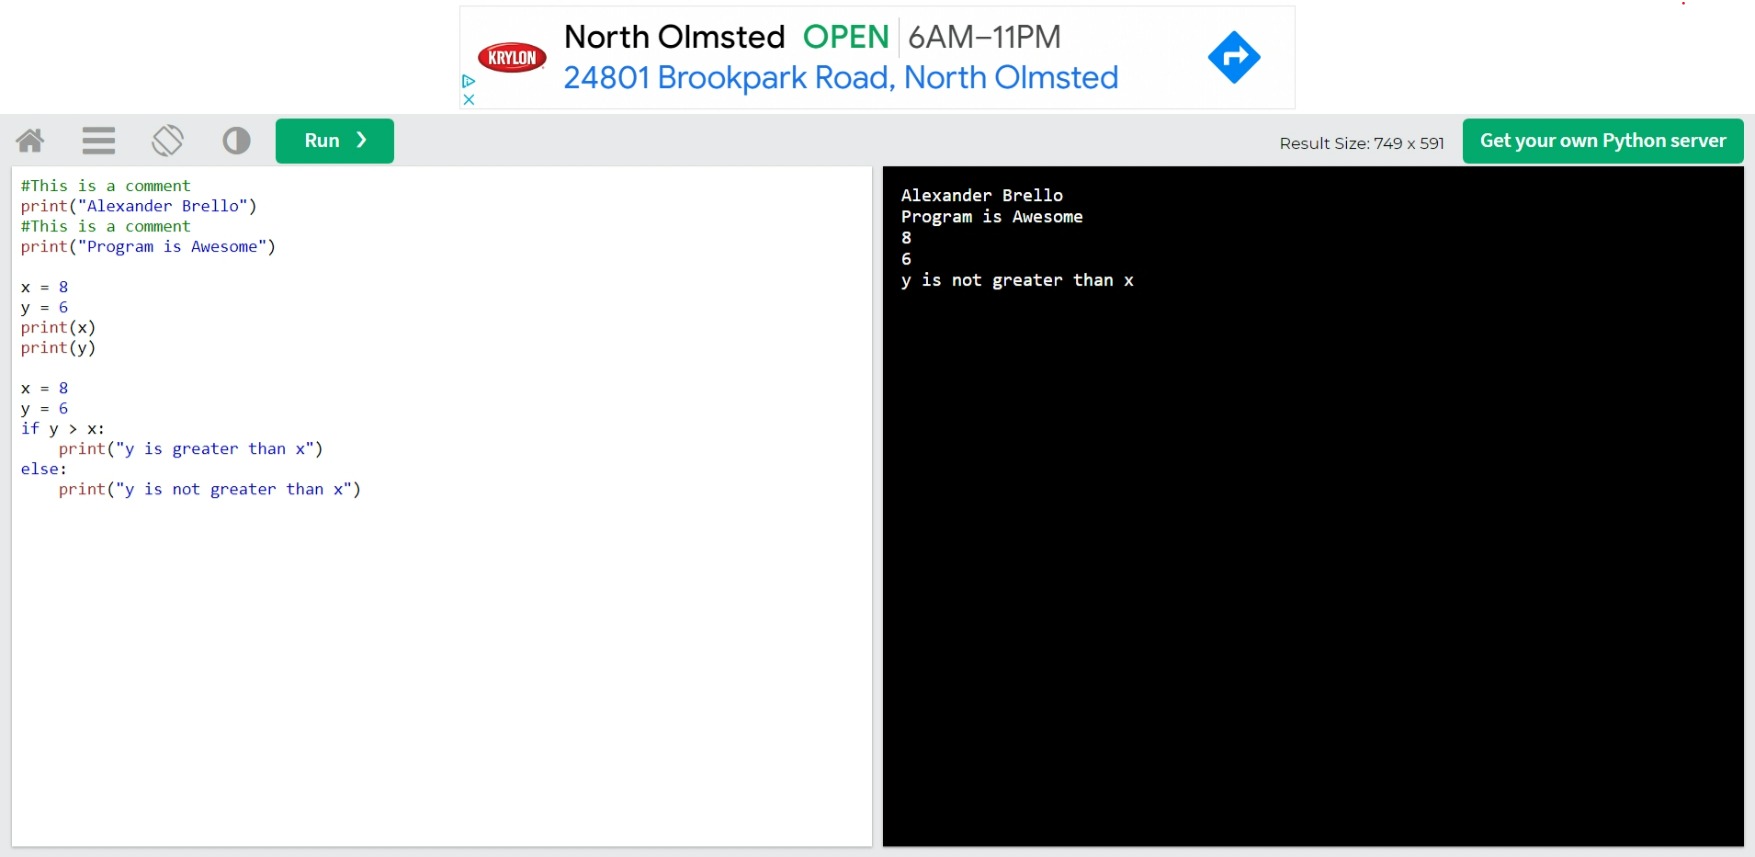 KRYLON
North Olmsted OPEN 6AM–11PM
24801 Brookpark Road, North Olmsted
Run ❯
Result Size: 749 x 591
Get your own Python server
#This is a comment
print("Alexander Brello")
#This is a comment
print("Program is Awesome")
x = 8
y = 6
print(x)
print(y)
x = 8
y = 6
if y > x:
    print("y is greater than x")
else:
    print("y is not greater than x")
Alexander Brello
Program is Awesome
8
6
y is not greater than x